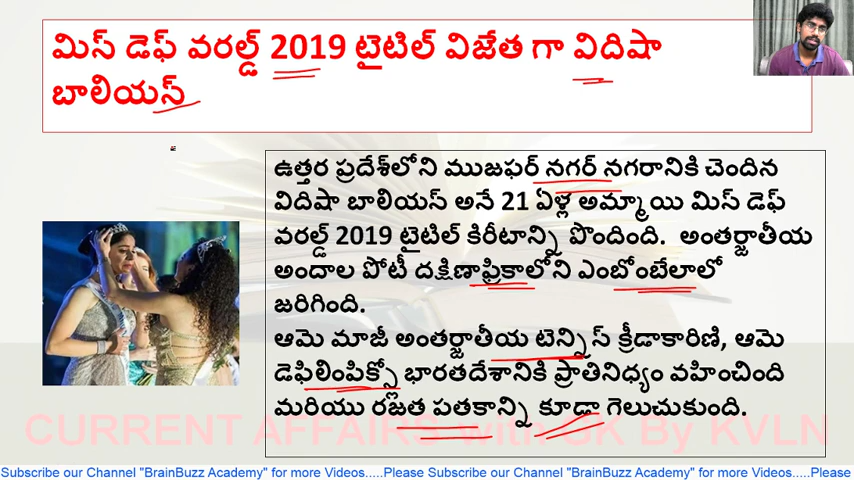 మిస్ డెఫ్ వరల్డ్ 2019 టైటిల్ విజేత గా విదిషా
బాలియస్
ఉత్తర ప్రదేశ్‌లోని ముజఫర్ నగర్ నగరానికి చెందిన
విదిషా బాలియస్ అనే 21 ఏళ్ల అమ్మాయి మిస్ డెఫ్
వరల్డ్ 2019 టైటిల్ కిరీటాన్ని పొందింది. అంతర్జాతీయ
అందాల పోటీ దక్షిణాఫ్రికాలోని ఎంబోంబేలాలో
జరిగింది.
ఆమె మాజీ అంతర్జాతీయ టెన్నిస్ క్రీడాకారిణి, ఆమె
డెఫిలింపిక్స్లో భారతదేశానికి ప్రాతినిధ్యం వహించింది
మరియు రజత పతకాన్ని కూడా గెలుచుకుంది.
CURRENT AFFAIRS with GK By KVLN
Subscribe our Channel "BrainBuzz Academy" for more Videos.....Please Subscribe our Channel "BrainBuzz Academy" for more Videos.....Please